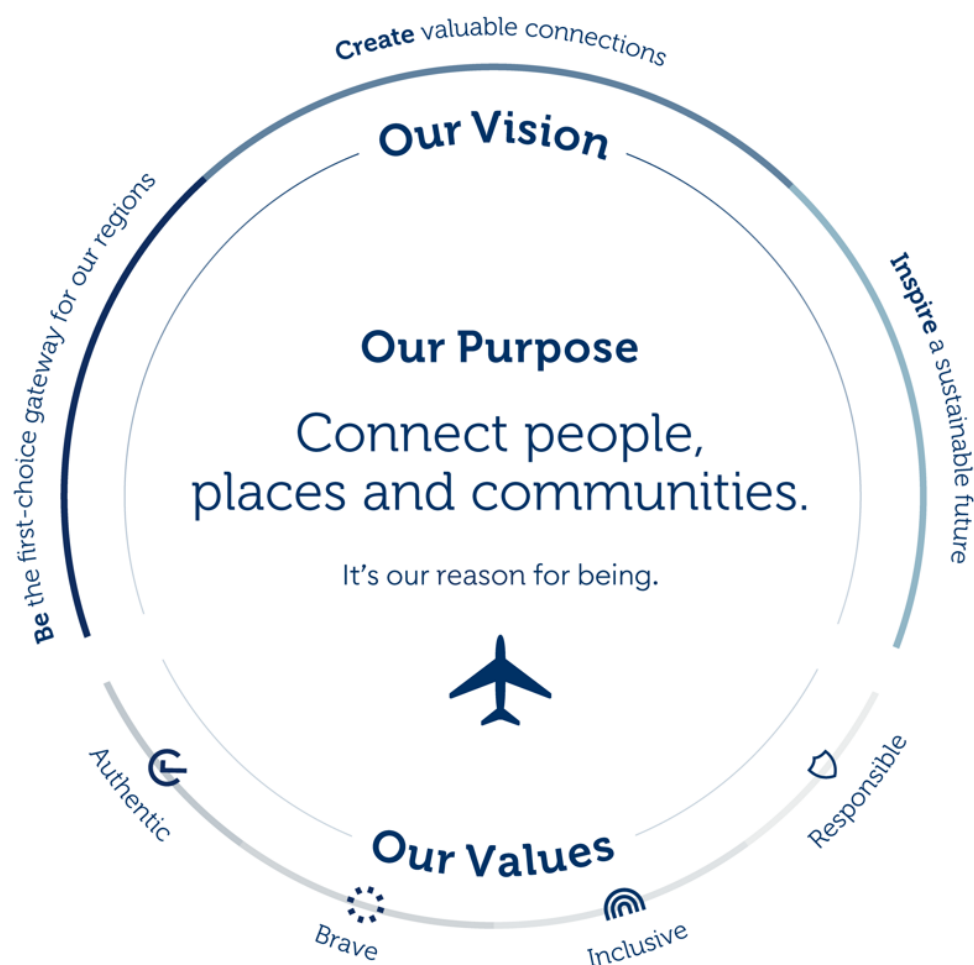 Create valuable connections
Our Vision
Be the first-choice gateway for our regions
Inspire a sustainable future
Our Purpose
Connect people,
places and communities.
It's our reason for being.
Our Values
Authentic
Brave
Inclusive
Responsible